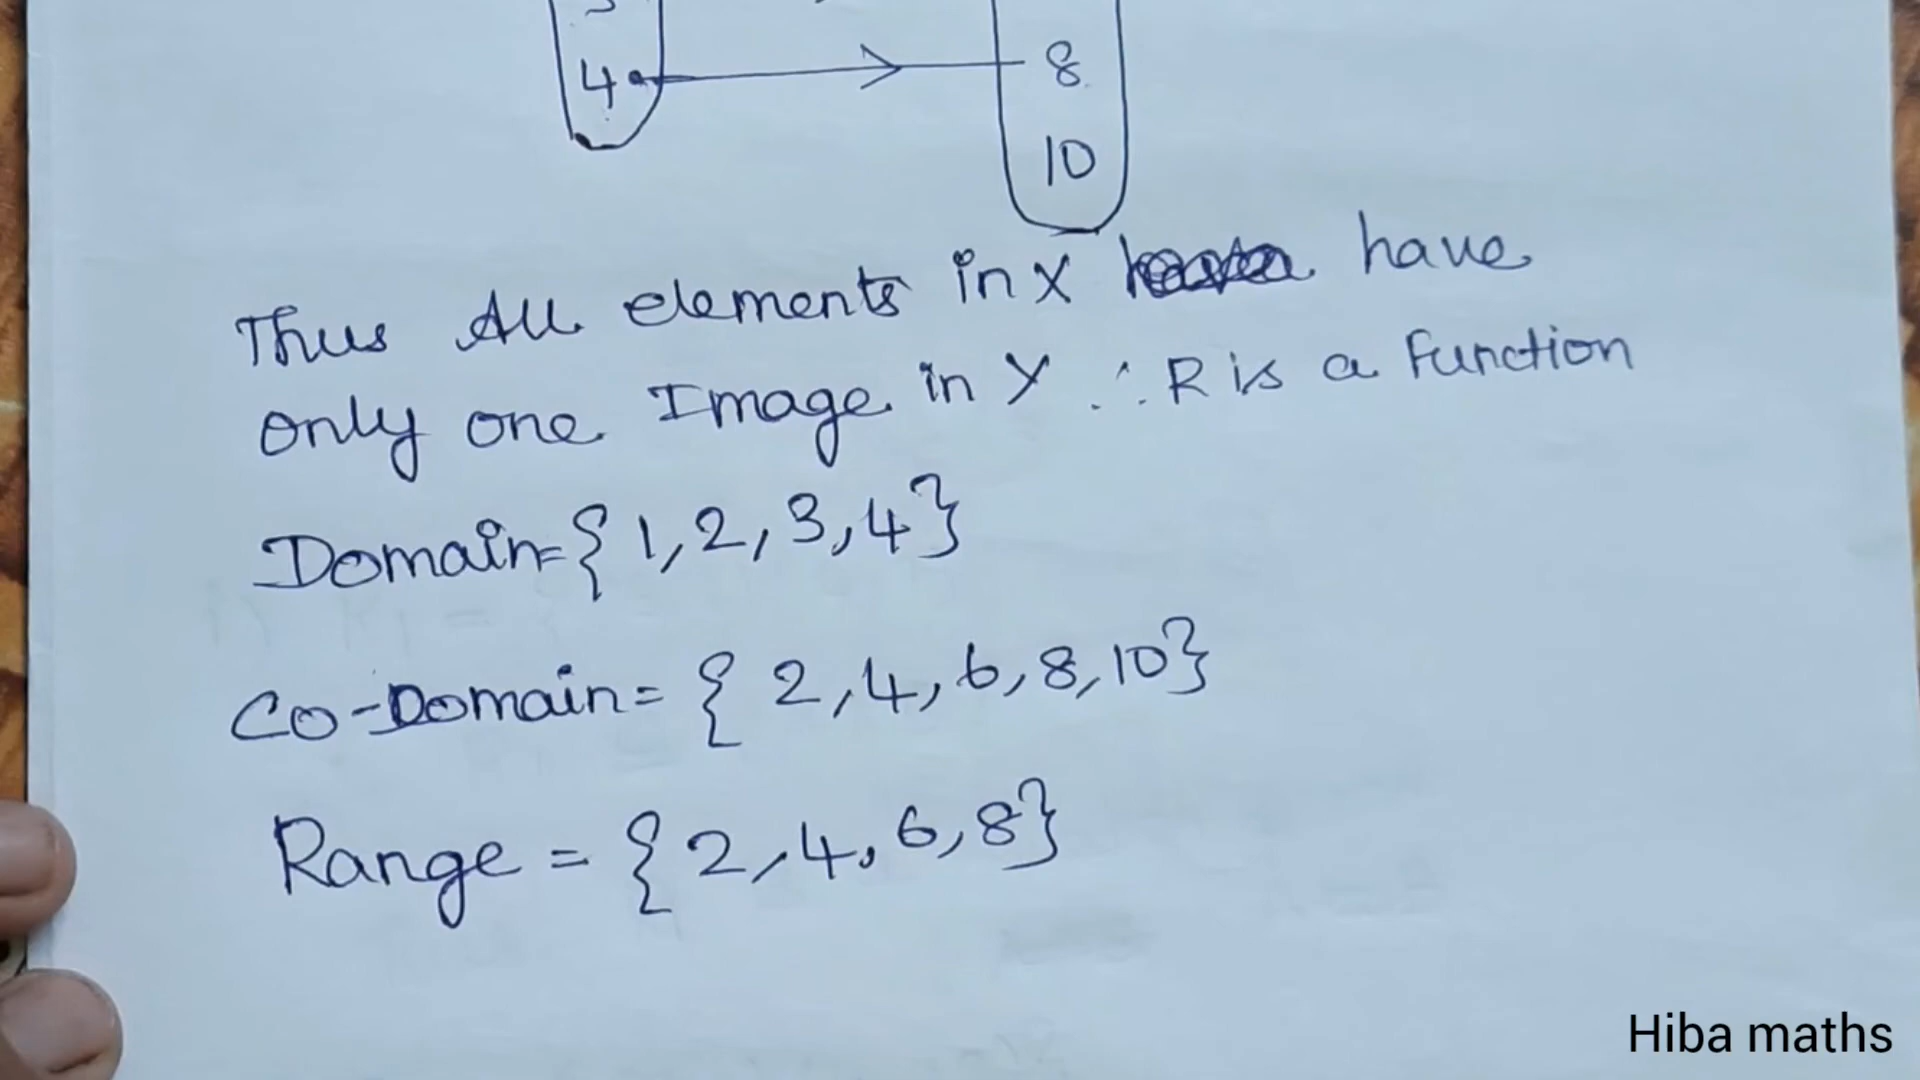 4 8
10
Thus All elements in X have
only one Image in Y ∴ R is a function
Domain = { 1, 2, 3, 4 }
Co-Domain = { 2, 4, 6, 8, 10 }
Range = { 2, 4, 6, 8 }
Hiba maths